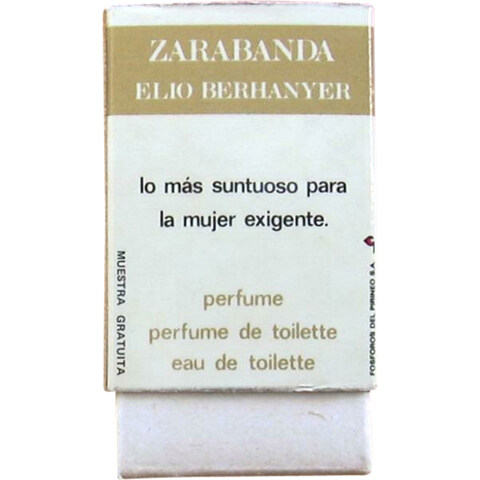 ZARABANDA
ELIO BERHANYER
lo más suntuoso para
la mujer exigente.
MUESTRA GRATUITA
perfume
perfume de toilette
eau de toilette
FOSFOROS DEL PIRINEO S.A.